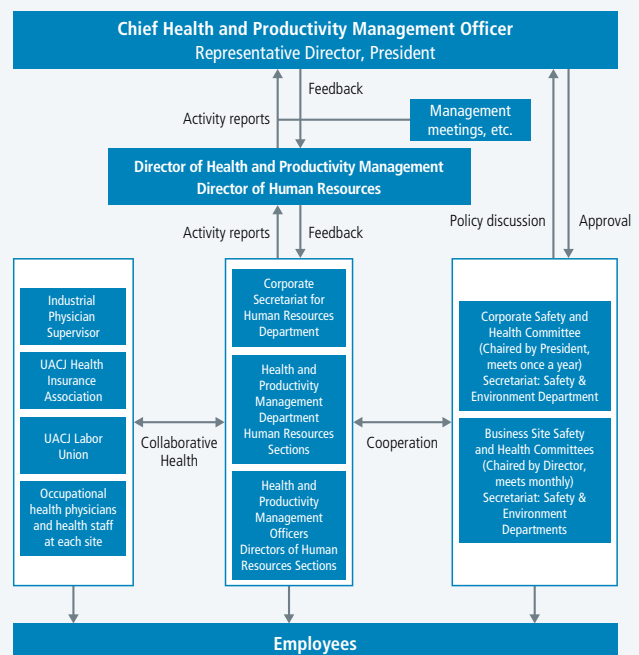 Chief Health and Productivity Management Officer
Representative Director, President
Feedback
Activity reports
Management
meetings, etc.
Director of Health and Productivity Management
Director of Human Resources
Activity reports
Feedback
Policy discussion
Approval
Industrial
Physician
Supervisor
UACJ Health
Insurance
Association
UACJ Labor
Union
Occupational
health physicians
and health staff
at each site
Collaborative
Health
Corporate
Secretariat for
Human Resources
Department
Health and
Productivity
Management
Department
Human Resources
Sections
Health and
Productivity
Management
Officers
Directors of Human
Resources Sections
Cooperation
Corporate Safety and
Health Committee
(Chaired by President,
meets once a year)
Secretariat: Safety &
Environment Department
Business Site Safety
and Health Committees
(Chaired by Director,
meets monthly)
Secretariat: Safety &
Environment
Departments
Employees